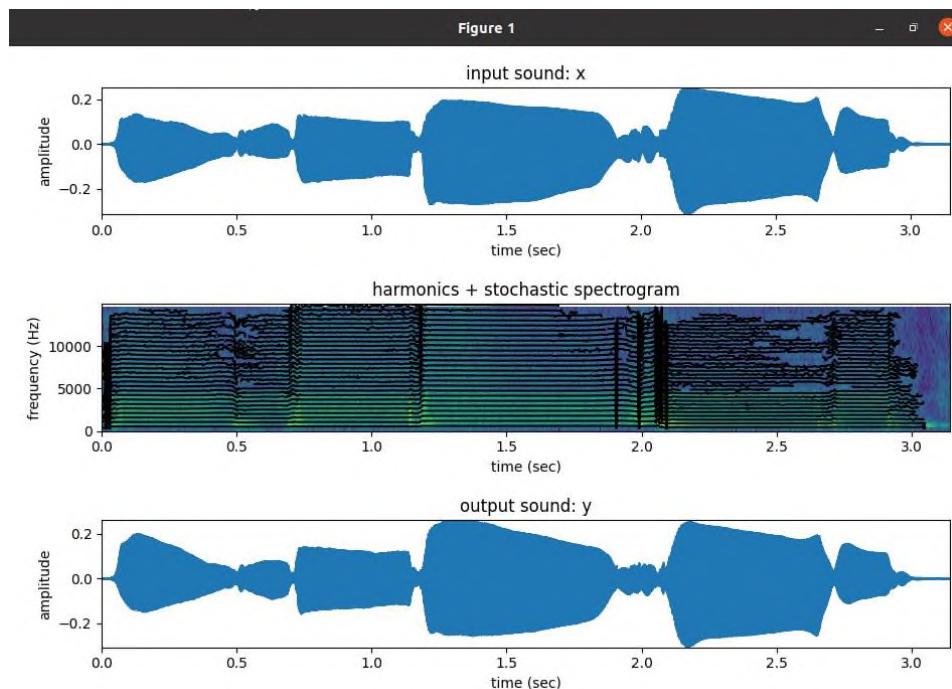 Figure 1
input sound: x
0.2
0.0
−0.2
amplitude
0.0 0.5 1.0 1.5 2.0 2.5 3.0
time (sec)
harmonics + stochastic spectrogram
10000
5000
0
frequency (Hz)
0.0 0.5 1.0 1.5 2.0 2.5 3.0
time (sec)
output sound: y
0.2
0.0
−0.2
amplitude
0.0 0.5 1.0 1.5 2.0 2.5 3.0
time (sec)